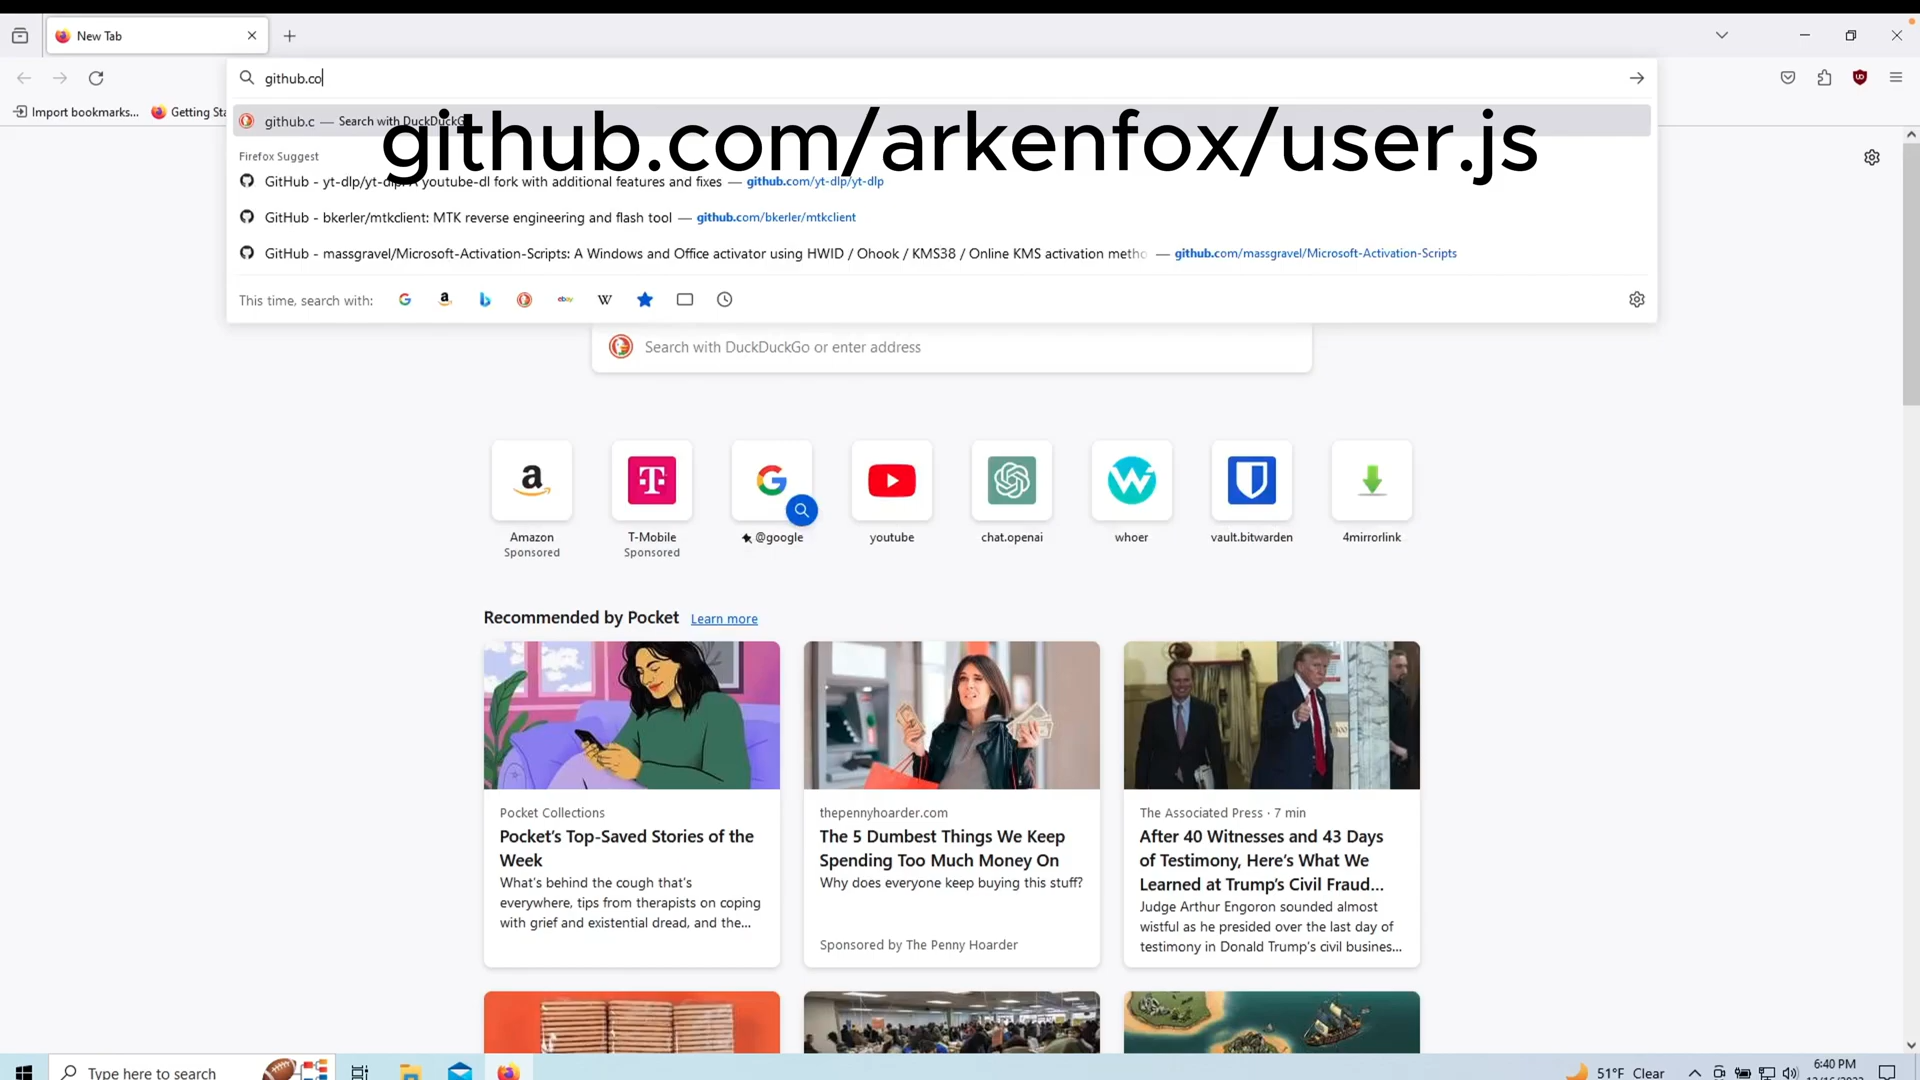 New Tab
github.co
Import bookmarks...
Getting Sta
github.c — Search with DuckDuckG
github.com/arkenfox/user.js
Firefox Suggest
GitHub - yt-dlp/yt-dlp: A youtube-dl fork with additional features and fixes — github.com/yt-dlp/yt-dlp
GitHub - bkerler/mtkclient: MTK reverse engineering and flash tool — github.com/bkerler/mtkclient
GitHub - massgravel/Microsoft-Activation-Scripts: A Windows and Office activator using HWID / Ohook / KMS38 / Online KMS activation metho — github.com/massgravel/Microsoft-Activation-Scripts
This time, search with:
Search with DuckDuckGo or enter address
Amazon
Sponsored
T-Mobile
Sponsored
@google
youtube
chat.openai
whoer
vault.bitwarden
4mirrorlink
Recommended by Pocket Learn more
Pocket Collections
Pocket's Top-Saved Stories of the
Week
What's behind the cough that's
everywhere, tips from therapists on coping
with grief and existential dread, and the...
thepennyhoarder.com
The 5 Dumbest Things We Keep
Spending Too Much Money On
Why does everyone keep buying this stuff?
Sponsored by The Penny Hoarder
The Associated Press · 7 min
After 40 Witnesses and 43 Days
of Testimony, Here's What We
Learned at Trump's Civil Fraud...
Judge Arthur Engoron sounded almost
wistful as he presided over the last day of
testimony in Donald Trump's civil busines...
Type here to search
51°F Clear
6:40 PM